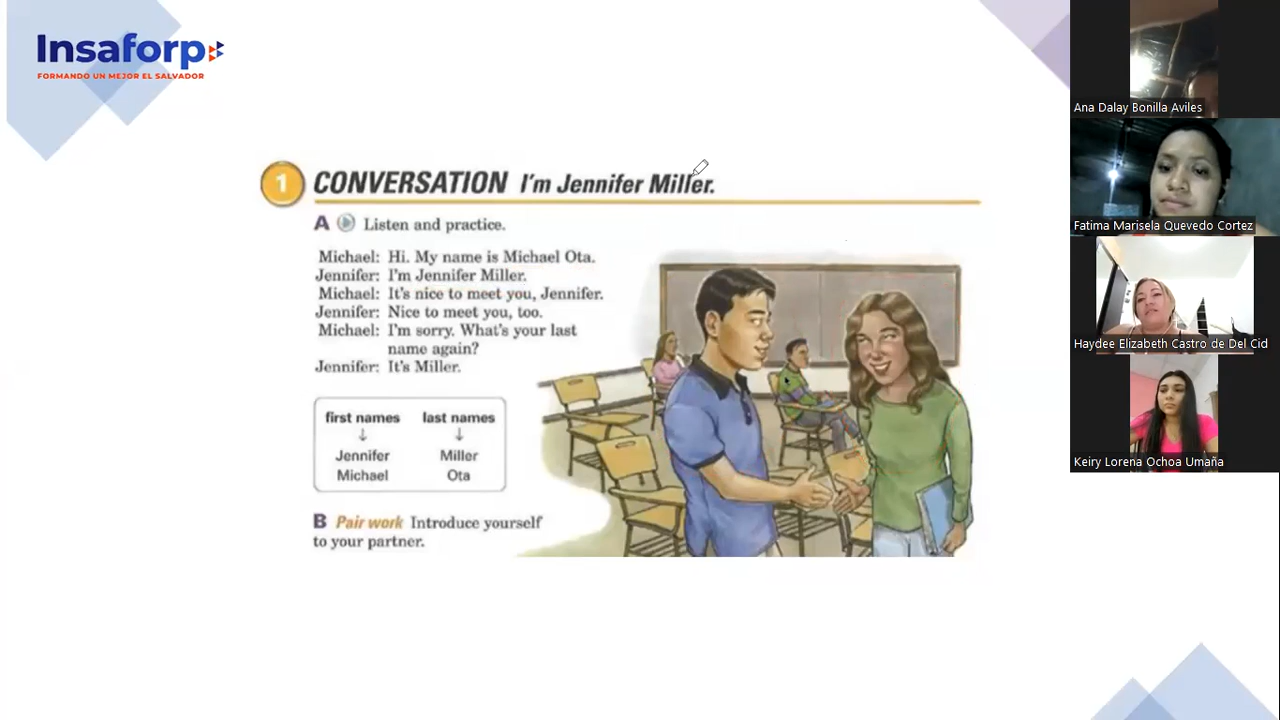 Insaforp
FORMANDO UN MEJOR EL SALVADOR
1 CONVERSATION I'm Jennifer Miller.
A Listen and practice.
Michael: Hi. My name is Michael Ota.
Jennifer: I'm Jennifer Miller.
Michael: It's nice to meet you, Jennifer.
Jennifer: Nice to meet you, too.
Michael: I'm sorry. What's your last
name again?
Jennifer: It's Miller.
first names last names
↓ ↓
Jennifer Miller
Michael Ota
B Pair work Introduce yourself
to your partner.
Ana Dalay Bonilla Aviles
Fatima Marisela Quevedo Cortez
Haydee Elizabeth Castro de Del Cid
Keiry Lorena Ochoa Umaña